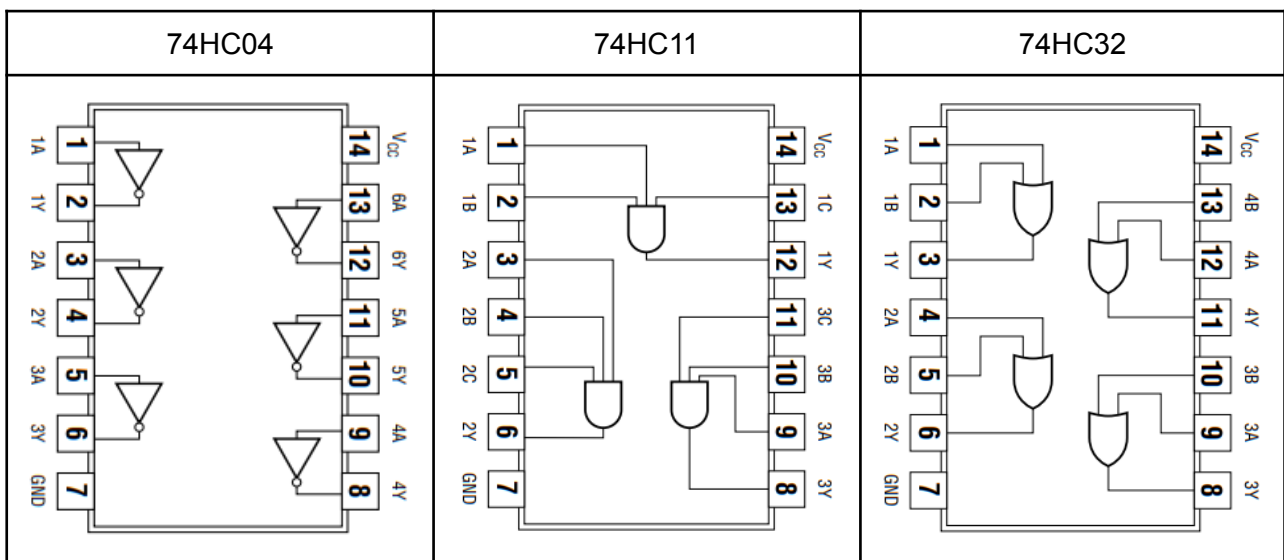 74HC04 74HC11 74HC32
1A 1 14 VCC
1Y 2 13 6A
2A 3 12 6Y
2Y 4 11 5A
3A 5 10 5Y
3Y 6 9 4A
GND 7 8 4Y
1A 1 14 VCC
1B 2 13 1C
2A 3 12 1Y
2B 4 11 3C
2C 5 10 3B
2Y 6 9 3A
GND 7 8 3Y
1A 1 14 VCC
1B 2 13 4B
1Y 3 12 4A
2A 4 11 4Y
2B 5 10 3B
2Y 6 9 3A
GND 7 8 3Y